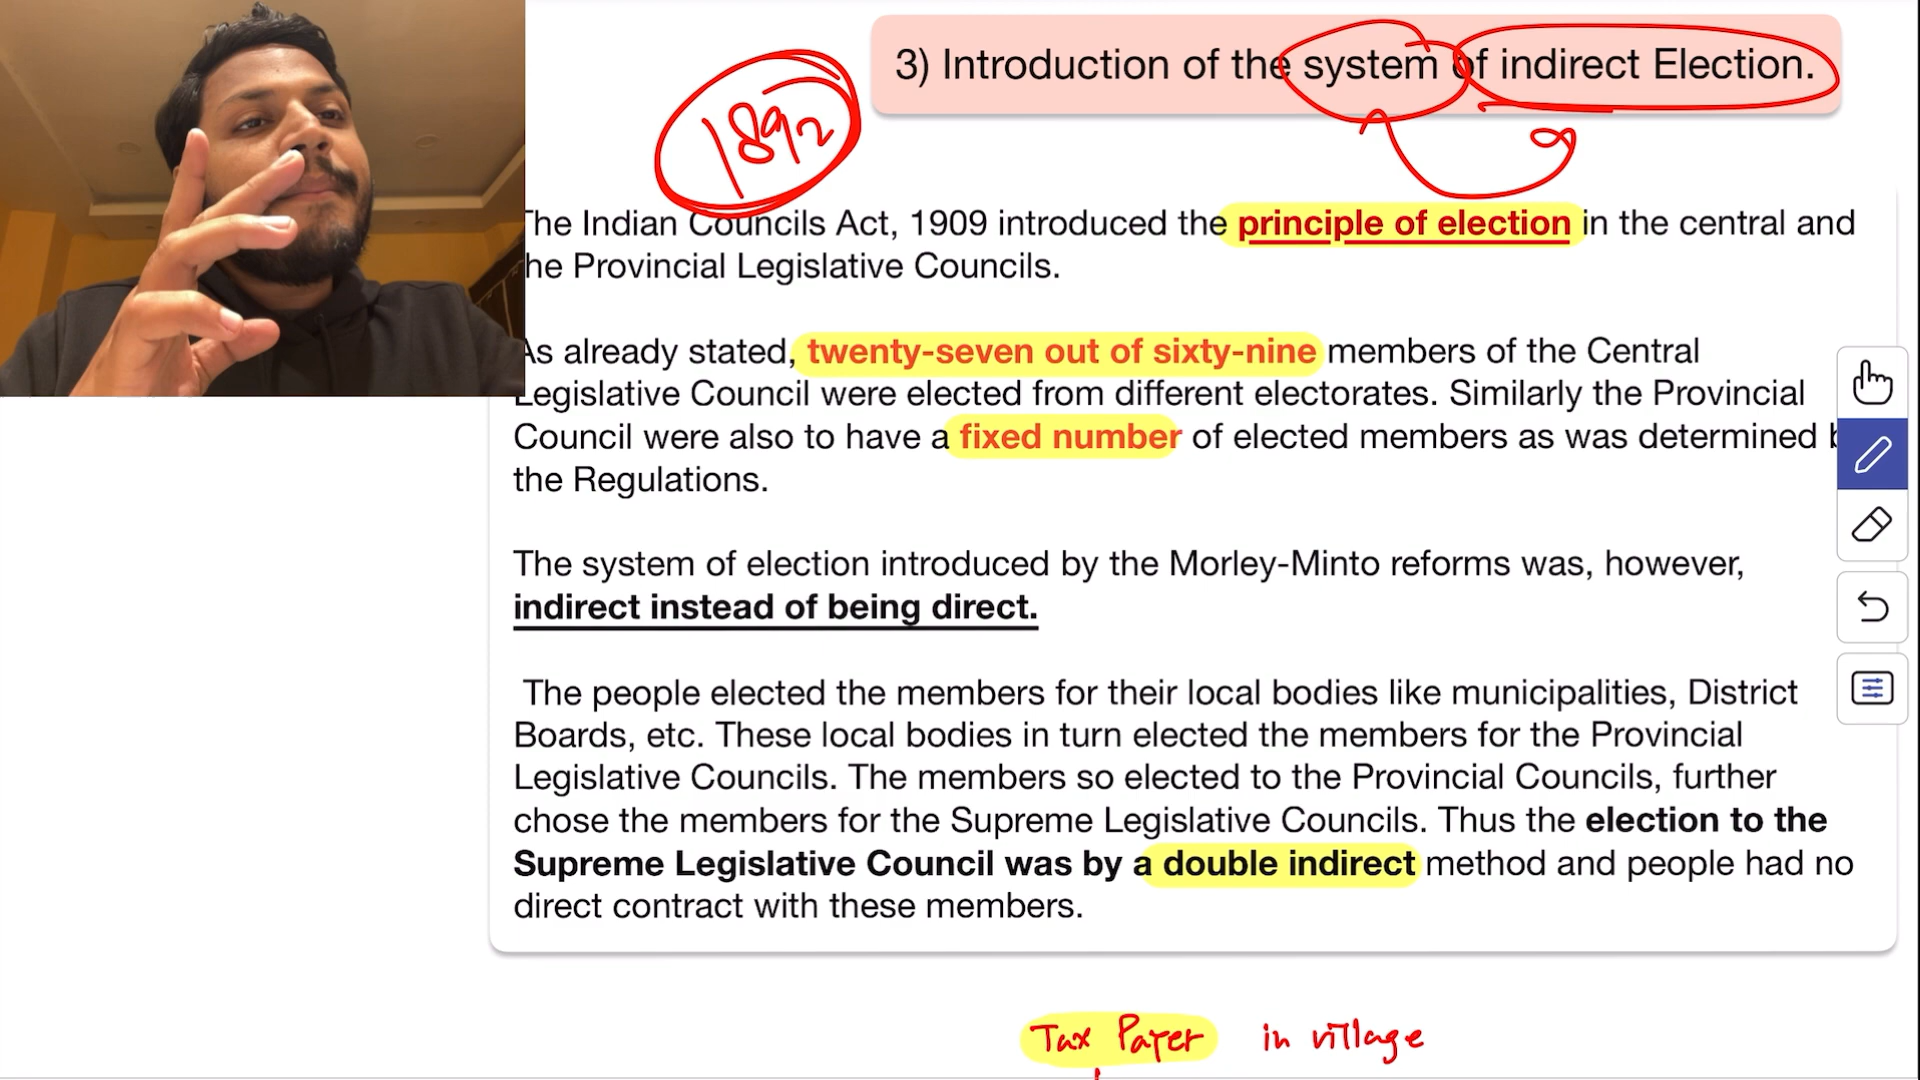 3) Introduction of the system of indirect Election.
1892
The Indian Councils Act, 1909 introduced the principle of election in the central and
he Provincial Legislative Councils.
As already stated, twenty-seven out of sixty-nine members of the Central
Legislative Council were elected from different electorates. Similarly the Provincial
Council were also to have a fixed number of elected members as was determined b
the Regulations.
The system of election introduced by the Morley-Minto reforms was, however,
indirect instead of being direct.
The people elected the members for their local bodies like municipalities, District
Boards, etc. These local bodies in turn elected the members for the Provincial
Legislative Councils. The members so elected to the Provincial Councils, further
chose the members for the Supreme Legislative Councils. Thus the election to the
Supreme Legislative Council was by a double indirect method and people had no
direct contract with these members.
Tax Payer in village